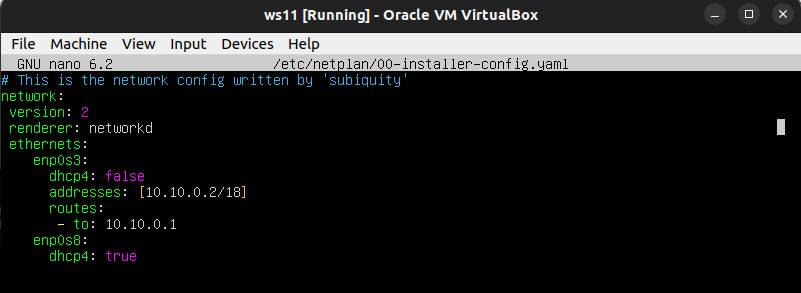 ws11 [Running] - Oracle VM VirtualBox
File Machine View Input Devices Help
GNU nano 6.2 /etc/netplan/00-installer-config.yaml
# This is the network config written by 'subiquity'
network:
 version: 2
 renderer: networkd
 ethernets:
    enp0s3:
      dhcp4: false
      addresses: [10.10.0.2/18]
      routes:
       - to: 10.10.0.1
    enp0s8:
      dhcp4: true